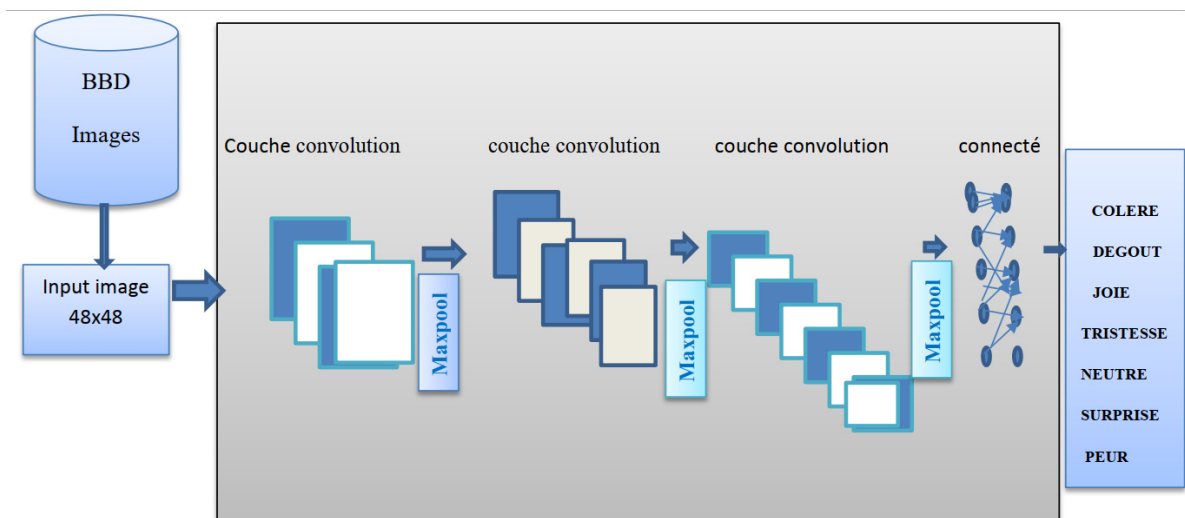 BBD
Images
Input image
48x48
Couche convolution
couche convolution
couche convolution
connecté
Maxpool
Maxpool
Maxpool
COLERE
DEGOUT
JOIE
TRISTESSE
NEUTRE
SURPRISE
PEUR